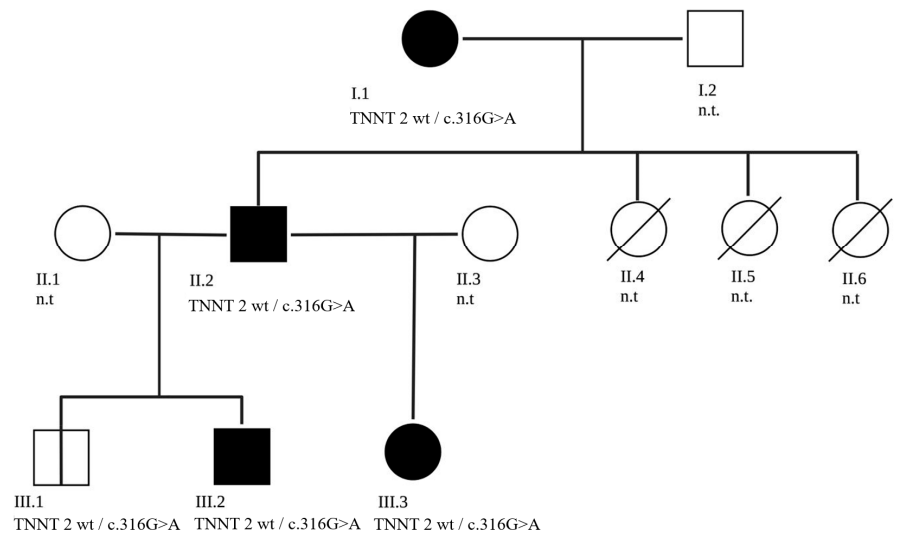 I.1
TNNT 2 wt / c.316G>A
I.2
n.t.
II.1
n.t
II.2
TNNT 2 wt / c.316G>A
II.3
n.t
II.4
n.t
II.5
n.t.
II.6
n.t
III.1
TNNT 2 wt / c.316G>A
III.2
TNNT 2 wt / c.316G>A
III.3
TNNT 2 wt / c.316G>A